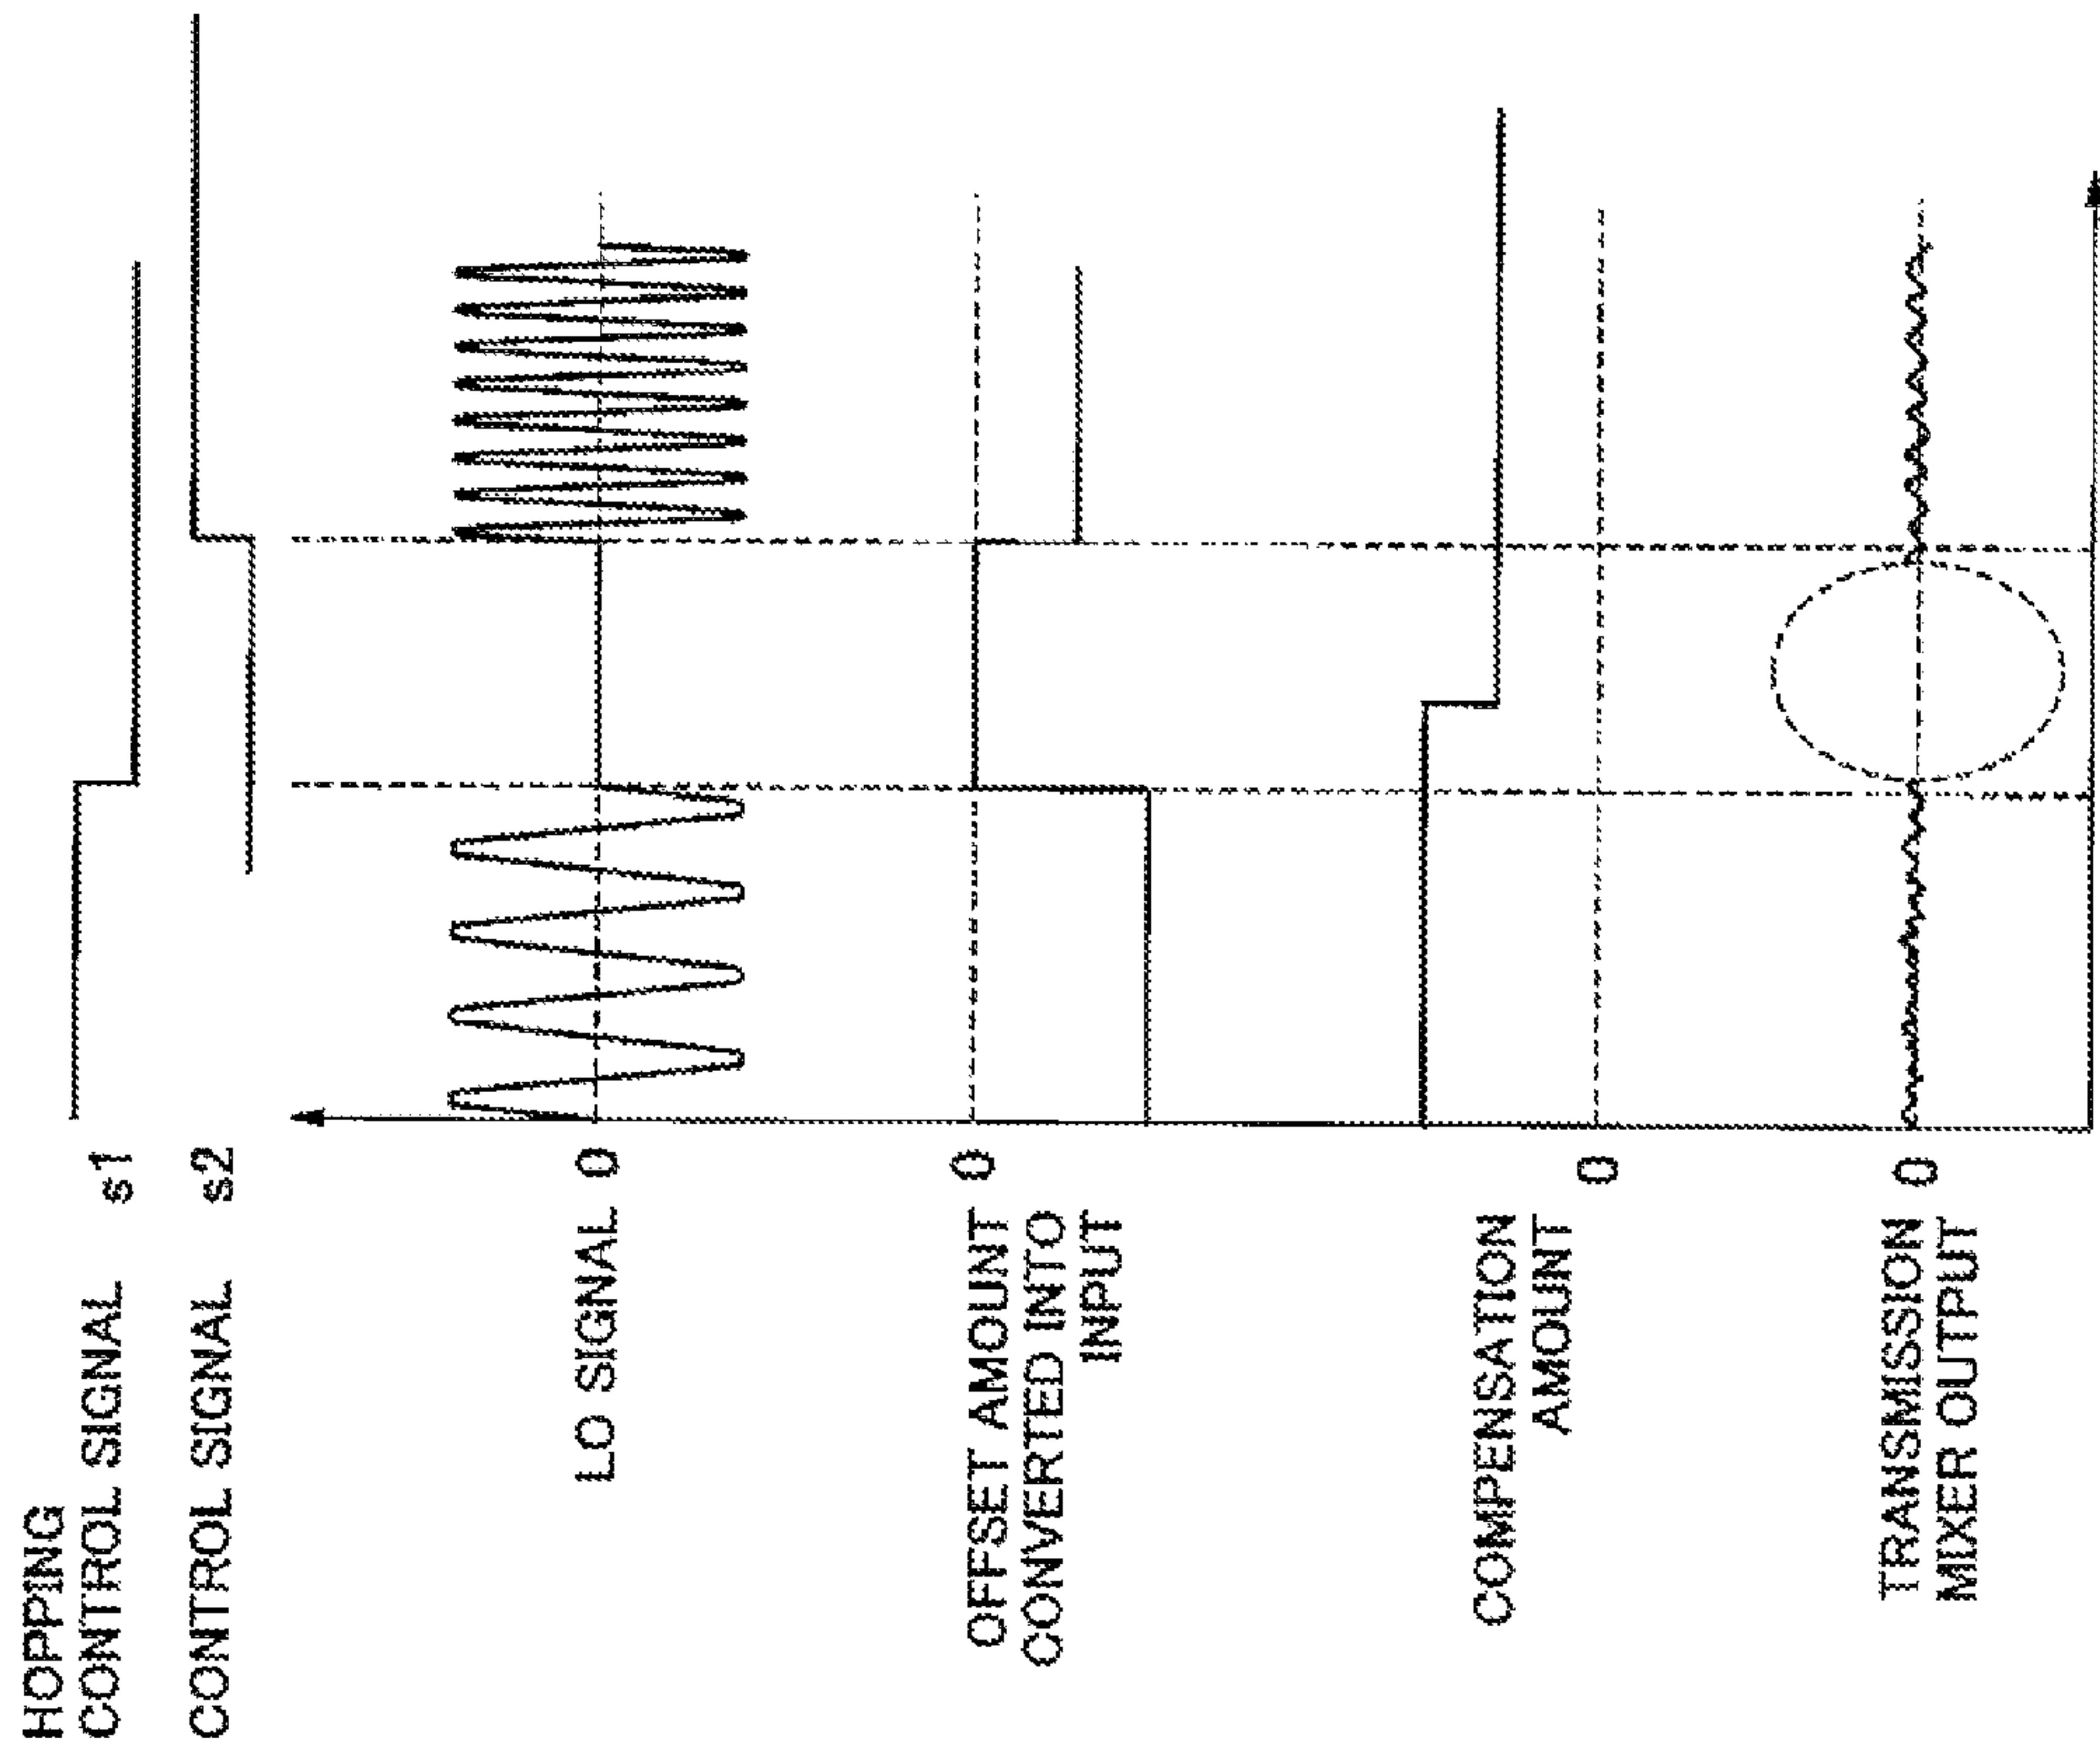 HOPPING
CONTROL SIGNAL s1
CONTROL SIGNAL s2
LO SIGNAL 0
OFFSET AMOUNT 0
CONVERTED INTO
INPUT
COMPENSATION
AMOUNT
0
TRANSMISSION 0
MIXER OUTPUT